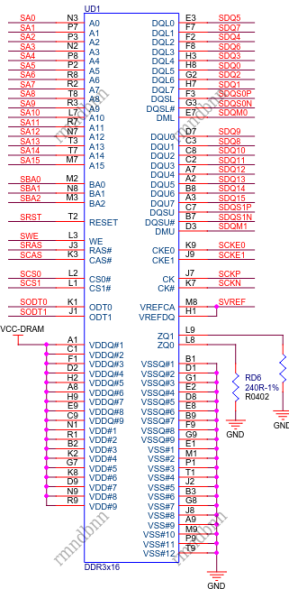 UD1
SA0 N3 A0 DQL0 E3 SDQ5
SA1 P7 A1 DQL1 F7 SDQ7
SA2 P3 A2 DQL2 F2 SDQ4
SA3 N2 A3 DQL3 F8 SDQ6
SA4 P8 A4 DQL4 H3 SDQ3
SA5 P2 A5 DQL5 H8 SDQ0
SA6 R8 A6 DQL6 G2 SDQ2
SA7 R2 A7 DQL7 H7 SDQ1
SA8 T8 A8 DQSL F3 SDQS0P
SA9 R3 A9 DQSL# G3 SDQS0N
SA10 L7 A10 DML E7 SDQM0
SA11 R7 A11
SA12 N7 A12 DQU0 D7 SDQ9
SA13 T3 A13 DQU1 C3 SDQ8
SA14 T7 A14 DQU2 C8 SDQ10
SA15 M7 A15 DQU3 C2 SDQ11
DQU4 A7 SDQ12
SBA0 M2 BA0 DQU5 A2 SDQ13
SBA1 N8 BA1 DQU6 B8 SDQ14
SBA2 M3 BA2 DQU7 A3 SDQ15
DQSU C7 SDQS1P
SRST T2 RESET DQSU# B7 SDQS1N
DMU D3 SDQM1
SWE L3 WE
SRAS J3 RAS# CKE0 K9 SCKE0
SCAS K3 CAS# CKE1 J9 SCKE1
SCS0 L2 CS0# CK J7 SCKP
SCS1 L1 CS1# CK# K7 SCKN
SODT0 K1 ODT0 VREFCA M8 SVREF
SODT1 J1 ODT1 VREFDQ H1
VCC-DRAM
ZQ1 L9
A1 VDDQ#1 ZQ0 L8
C1 VDDQ#2
F1 VDDQ#3 VSSQ#1 B1
D2 VDDQ#4 VSSQ#2 D1
H2 VDDQ#5 VSSQ#3 G1
A8 VDDQ#6 VSSQ#4 E2
H9 VDDQ#7 VSSQ#5 D8
E9 VDDQ#8 VSSQ#6 E8
C9 VDDQ#9 VSSQ#7 B9
N1 VDD#1 VSSQ#8 F9
R1 VDD#2 VSSQ#9 G9
B2 VDD#3 VSS#1 E1
K2 VDD#4 VSS#2 M1
G7 VDD#5 VSS#3 P1
K8 VDD#6 VSS#4 T1
D9 VDD#7 VSS#5 J2
N9 VDD#8 VSS#6 B3
R9 VDD#9 VSS#7 G8
VSS#8 J8
VSS#9 A9
VSS#10 M9
VSS#11 P9
VSS#12 T9
RD6
240R-1%
R0402
GND
GND
GND
DDR3x16
rmndbnn
rmndbnn
rmndbnn
rmndbnn